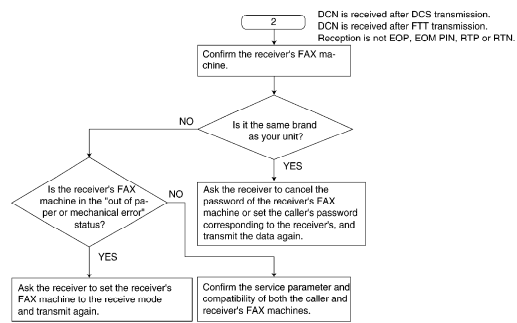 2
DCN is received after DCS transmission.
DCN is received after FTT transmission.
Reception is not EOP, EOM PIN, RTP or RTN.
Confirm the receiver's FAX ma-
chine.
Is it the same brand
as your unit?
NO
YES
Is the receiver's FAX
machine in the "out of pa-
per or mechanical error"
status?
NO
YES
Ask the receiver to cancel the
password of the receiver's FAX
machine or set the caller's password
corresponding to the receiver's, and
transmit the data again.
Ask the receiver to set the receiver's
FAX machine to the receive mode
and transmit again.
Confirm the service parameter and
compatibility of both the caller and
receiver's FAX machines.